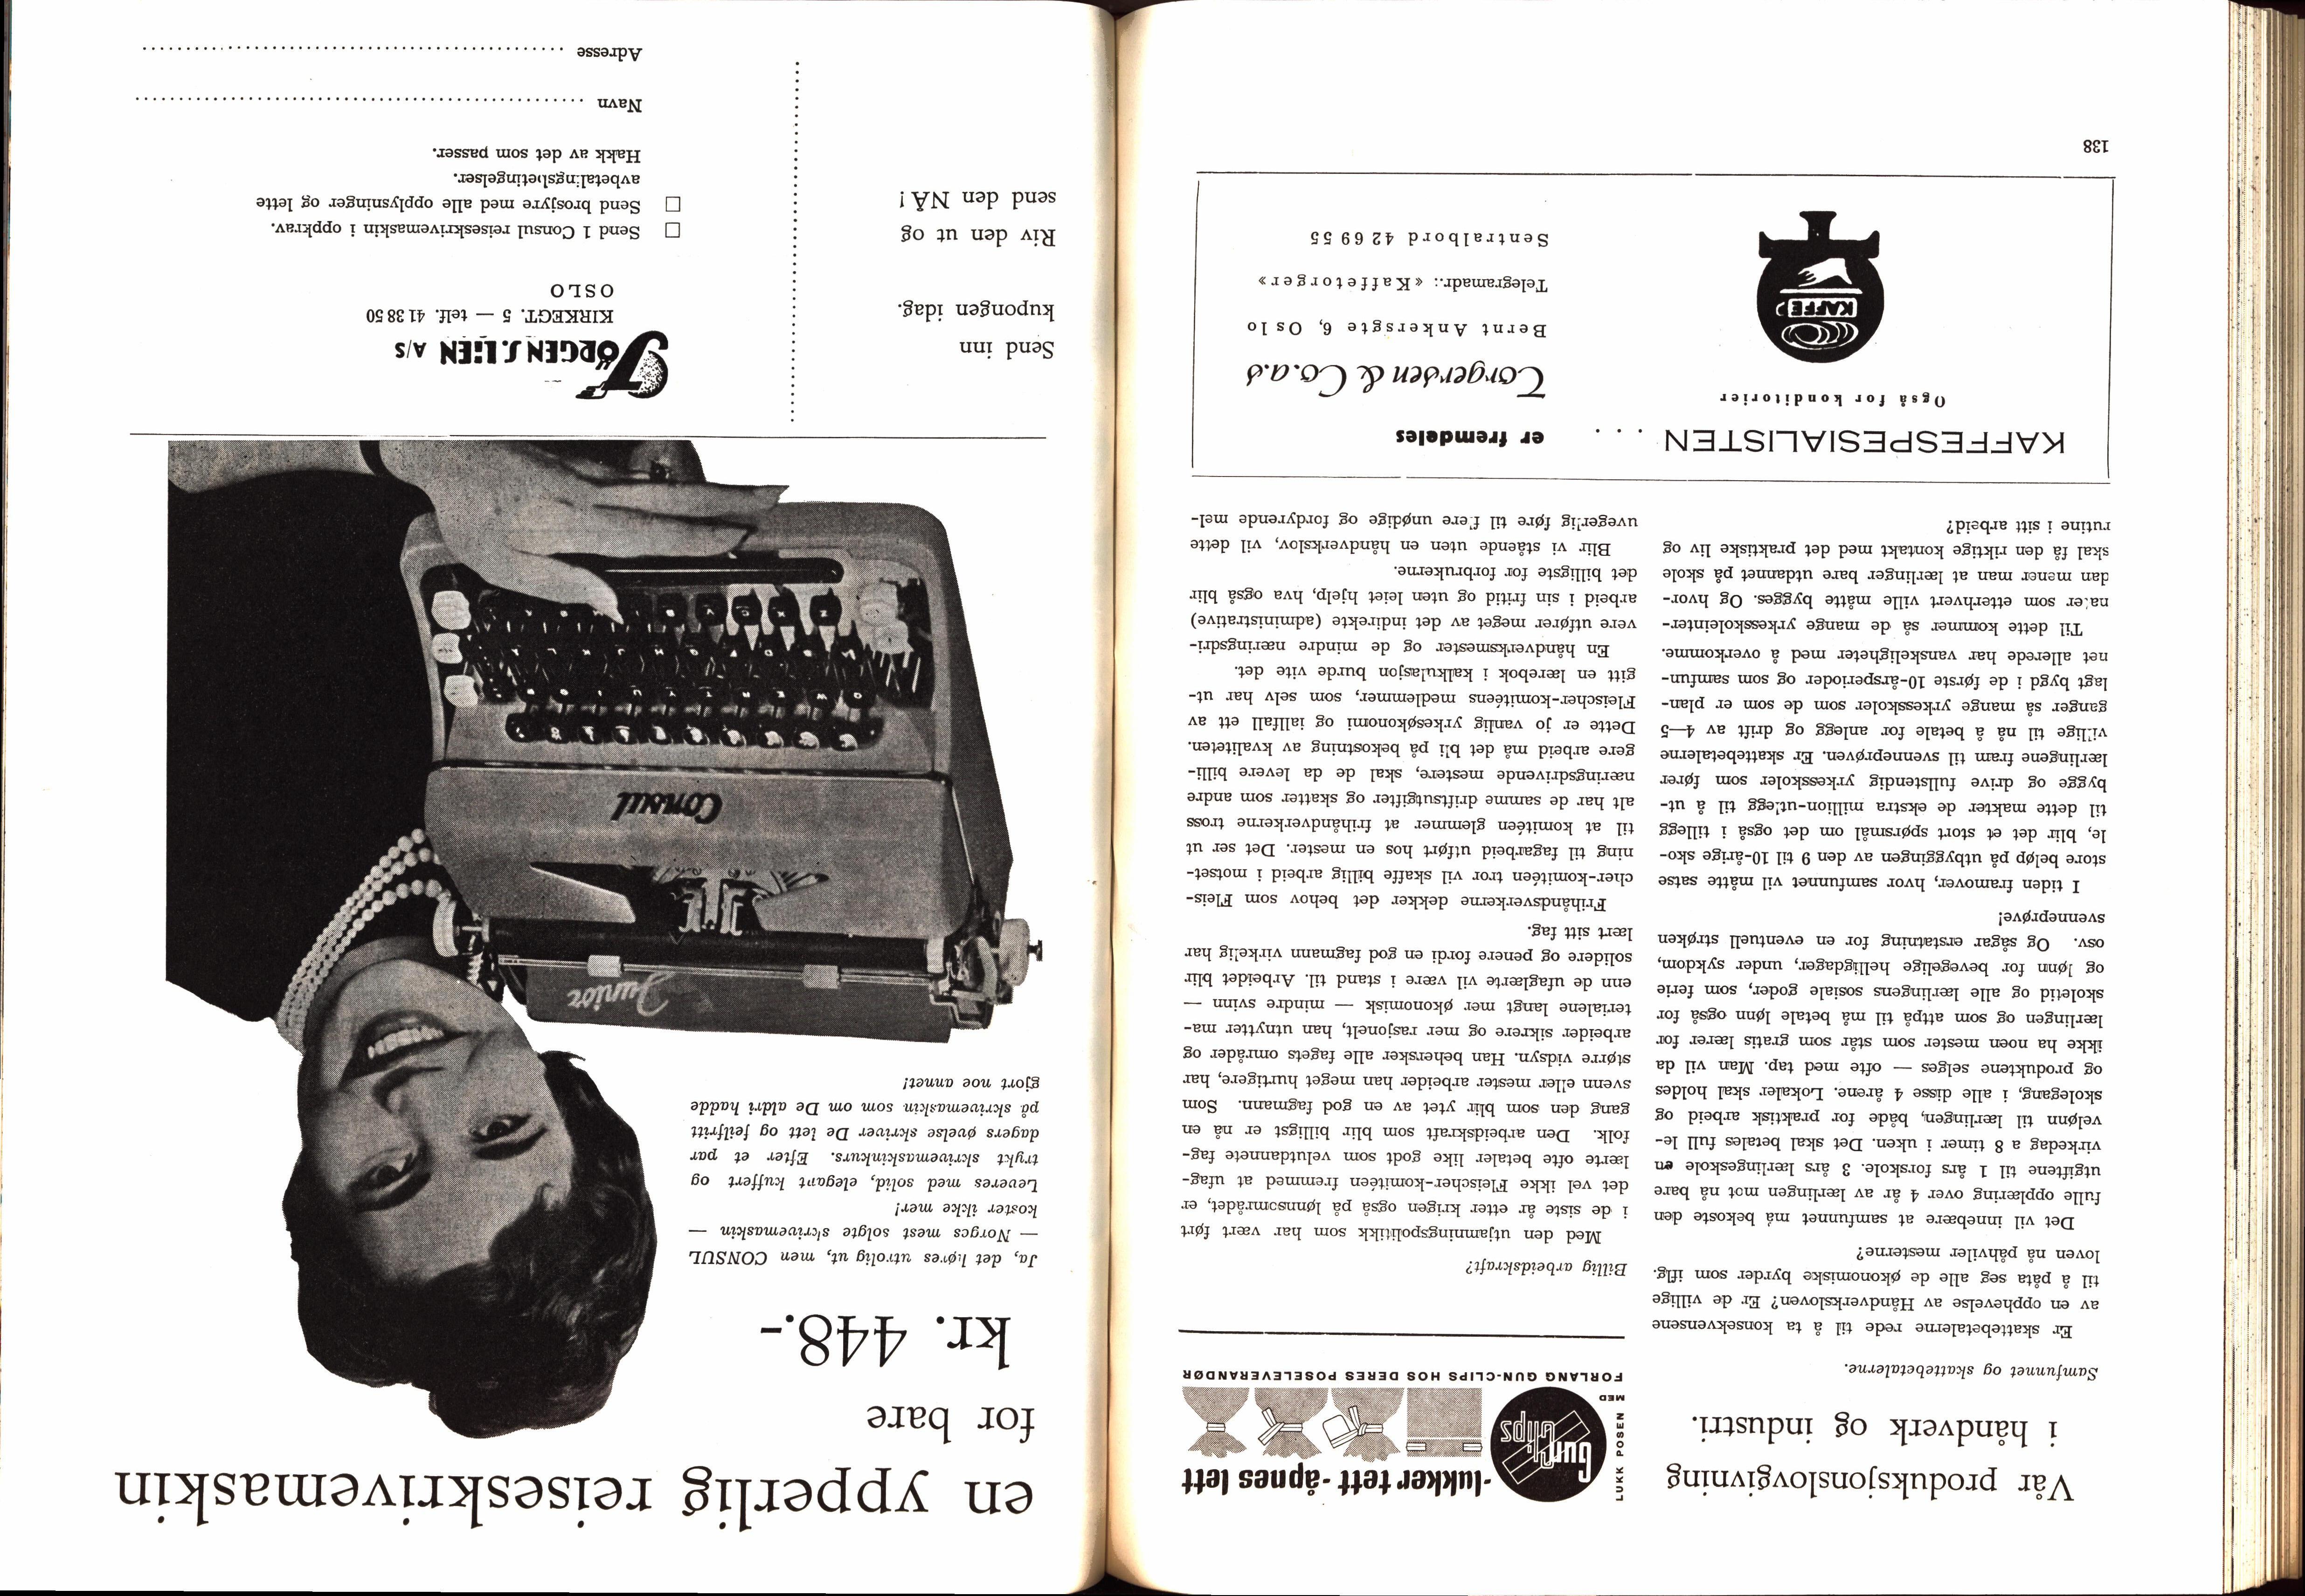 Vår produksjonslovgivning
i håndverk og industri.
Samfunnet og skattebetalerne.
Er skattebetalerne rede til å ta konsekvensene
av en opphevelse av Håndverksloven? Er de villige
til å påta seg alle de økonomiske byrder som iflg.
loven nå påhviler mesterne?
Det vil innebære at samfunnet må bekoste den
fulle opplæring over 4 år av lærlingen mot nå bare
utgiftene til 1 års forskole. 3 års lærlingeskole en
virkedag a 8 timer i uken. Det skal betales full le-
velønn til lærlingen, både for praktisk arbeid og
skolegang, i alle disse 4 årene. Lokaler skal holdes
og produktene selges — ofte med tap. Man vil da
ikke ha noen mester som står som gratis lærer for
lærlingen og som attpå til må betale lønn også for
skoletid og alle lærlingens sosiale goder, som ferie
og lønn for bevegelige helligdager, under sykdom,
osv. Og sågar erstatning for en eventuell strøken
svenneprøve!
I tiden framover, hvor samfunnet vil måtte satse
store beløp på utbyggingen av den 9 til 10-årige sko-
le, blir det et stort spørsmål om det også i tillegg
til dette makter de ekstra million-utlegg til å ut-
bygge og drive fullstendig yrkesskoler som fører
lærlingene fram til svenneprøven. Er skattebetalerne
villige til nå å betale for anlegg og drift av 4—5
ganger så mange yrkesskoler som de som er plan-
lagt bygd i de første 10-årsperioder og som samfun-
net allerede har vanskeligheter med å overkomme.
Til dette kommer så de mange yrkesskoleinter-
nater som etterhvert ville måtte bygges. Og hvor-
dan mener man at lærlinger bare utdannet på skole
skal få den riktige kontakt med det praktiske liv og
rutine i sitt arbeid?
LUKK POSEN
MED
Gun Clips
-lukker tett - åpnes lett
FORLANG GUN-CLIPS HOS DERES POSELEVERANDØR
Billig arbeidskraft?
Med den utjamningspolitikk som har vært ført
i de siste år etter krigen også på lønnsområdet, er
det vel ikke Fleischer-komitéen fremmed at ufag-
lærte ofte betaler like godt som velutdannete fag-
folk. Den arbeidskraft som blir billigst er nå en
gang den som blir ytet av en god fagmann. Som
svenn eller mester arbeider han meget hurtigere, har
større vidsyn. Han behersker alle fagets områder og
arbeider sikrere og mer rasjonelt, han utnytter ma-
terialene langt mer økonomisk — mindre svinn —
enn de ufaglærte vil være i stand til. Arbeidet blir
solidere og penere fordi en god fagmann virkelig har
lært sitt fag.
Frihåndsverkerne dekker det behov som Fleis-
cher-komitéen tror vil skaffe billig arbeid i motset-
ning til fagarbeid utført hos en mester. Det ser ut
til at komitéen glemmer at frihåndverkerne tross
alt har de samme driftsutgifter og skatter som andre
næringsdrivende mestere, skal de da levere billi-
gere arbeid må det bli på bekostning av kvaliteten.
Dette er jo vanlig yrkesøkonomi og iallfall ett av
Fleischer-komitéens medlemmer, som selv har ut-
gitt en lærebok i kalkulasjon burde vite det.
En håndverksmester og de mindre næringsdri-
vere utfører meget av det indirekte (administrative)
arbeid i sin fritid og uten leiet hjelp, hva også blir
det billigste for forbrukerne.
Blir vi stående uten en håndverkslov, vil dette
uvegerlig føre til flere unødige og fordyrende mel-
KAFFESPESIALISTEN . . .
Også for konditorier
KAFFE
er fremdeles
Torgersen & Co. a.s
Bernt Ankersgte 6, Oslo
Telegramadr.: «Kaffetorger»
Sentralbord 42 69 55
138
en ypperlig reiseskrivemaskin
for bare
kr. 448.-
Ja, det høres utrolig ut, men CONSUL
— Norges mest solgte skrivemaskin —
koster ikke mer!
Leveres med solid, elegant kuffert og
trykt skrivemaskinkurs. Efter et par
dagers øvelse skriver De lett og feilfritt
på skrivemaskin som om De aldri hadde
gjort noe annet!
Junior
Consul
Send inn
kupongen idag.
Riv den ut og
send den NÅ!
JØRGEN S. LIEN A/S
KIRKEGT. 5 — telf. 41 38 50
OSLO
Send 1 Consul reiseskrivemaskin i oppkrav.
Send brosjyre med alle opplysninger og lette
avbetalingsbetingelser.
Hakk av det som passer.
Navn
Adresse